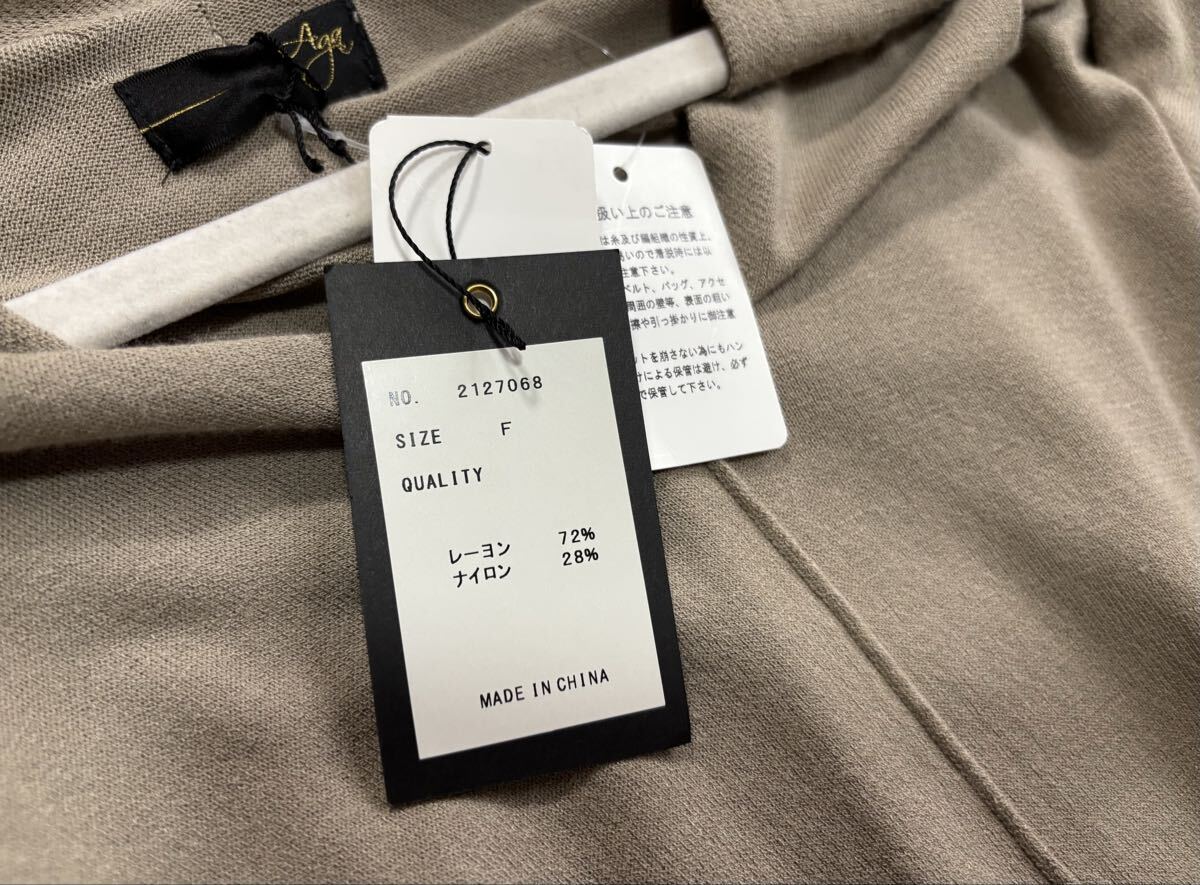 Aga
扱い上のご注意
は糸及び編組織の性質上、
易いので着脱時には以
注意下さい。
ベルト、バッグ、アクセ
周囲の壁等、表面の粗い
擦や引っ掛かりに御注意
ットを崩さない為にもハン
けによる保管は避け、必ず
で保管して下さい。
NO. 2127068
SIZE F
QUALITY
レーヨン 72%
ナイロン 28%
MADE IN CHINA